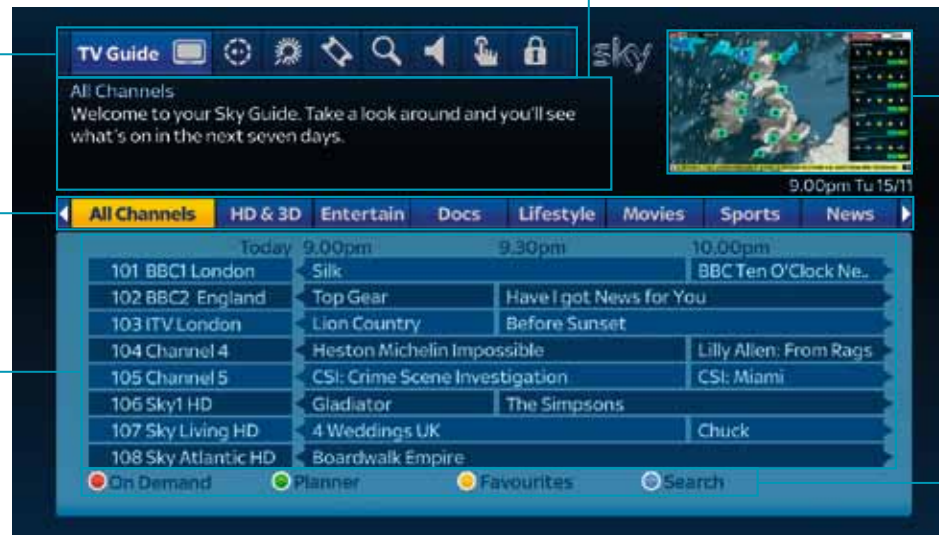 TV Guide
sky
All Channels
Welcome to your Sky Guide. Take a look around and you'll see
what's on in the next seven days.
9.00pm Tu 15/11
All Channels HD & 3D Entertain Docs Lifestyle Movies Sports News
Today 9.00pm 9.30pm 10.00pm
101 BBC1 London Silk BBC Ten O'Clock Ne..
102 BBC2 England Top Gear Have I got News for You
103 ITV London Lion Country Before Sunset
104 Channel 4 Heston Michelin Impossible Lilly Allen: From Rags
105 Channel 5 CSI: Crime Scene Investigation CSI: Miami
106 Sky1 HD Gladiator The Simpsons
107 Sky Living HD 4 Weddings UK Chuck
108 Sky Atlantic HD Boardwalk Empire
On Demand Planner Favourites Search